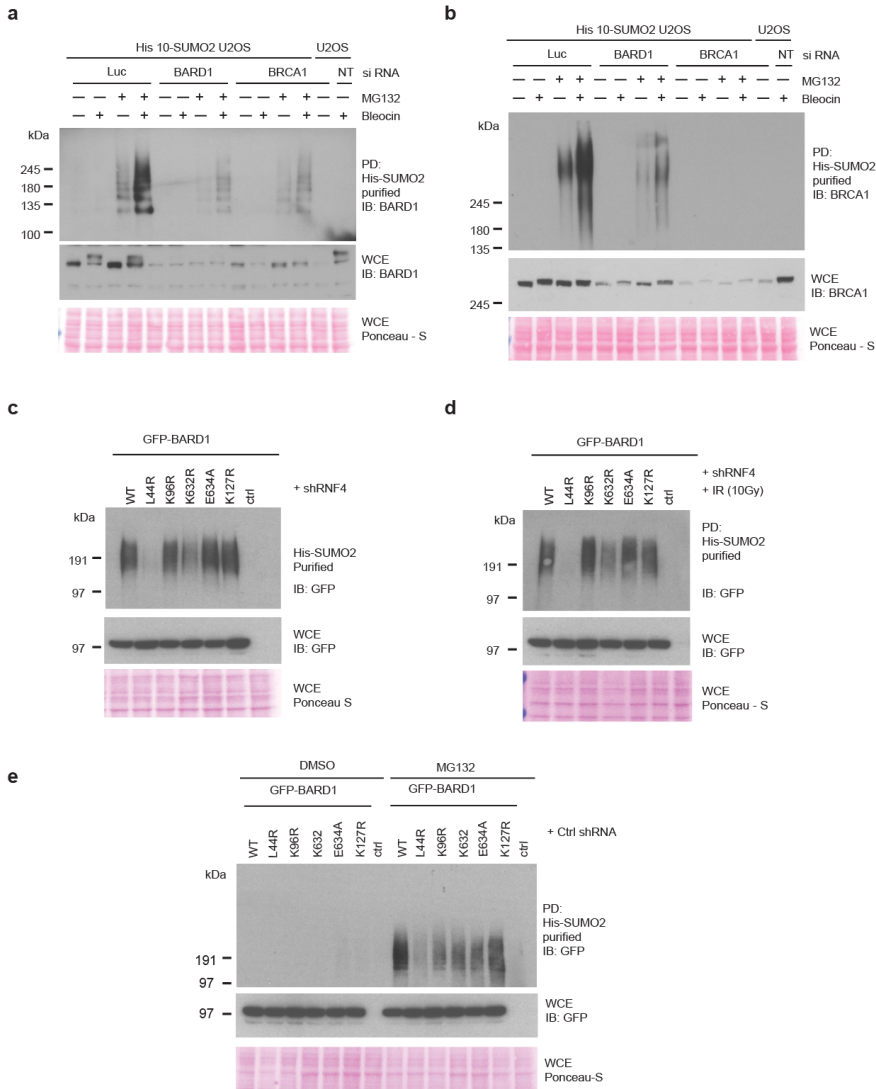 a
His 10-SUMO2 U2OS U2OS
Luc BARD1 BRCA1 NT si RNA
— — + + — — + + — — + + — MG132
— + — + — + — + — + — + — + Bleocin
kDa
245
180
135
100
PD:
His-SUMO2
purified
IB: BARD1
WCE
IB: BARD1
WCE
Ponceau - S
b
His 10-SUMO2 U2OS U2OS
Luc BARD1 BRCA1 NT si RNA
— — + + — — + + — — + + — — MG132
— + — + — + — + — + — + — + Bleocin
kDa
245
180
135
PD:
His-SUMO2
purified
IB: BRCA1
245
WCE
IB: BRCA1
WCE
Ponceau - S
c
GFP-BARD1
WT L44R K96R K632R E634A K127R ctrl
+ shRNF4
kDa
191
97
His-SUMO2
Purified
IB: GFP
97
WCE
IB: GFP
WCE
Ponceau S
d
GFP-BARD1
WT L44R K96R K632R E634A K127R ctrl
+ shRNF4
+ IR (10Gy)
kDa
191
97
PD:
His-SUMO2
purified
IB: GFP
97
WCE
IB: GFP
WCE
Ponceau - S
e
DMSO MG132
GFP-BARD1 GFP-BARD1
WT L44R K96R K632 E634A K127R ctrl WT L44R K96R K632 E634A K127R ctrl
+ Ctrl shRNA
kDa
191
97
PD:
His-SUMO2
purified
IB: GFP
97
WCE
IB: GFP
WCE
Ponceau-S